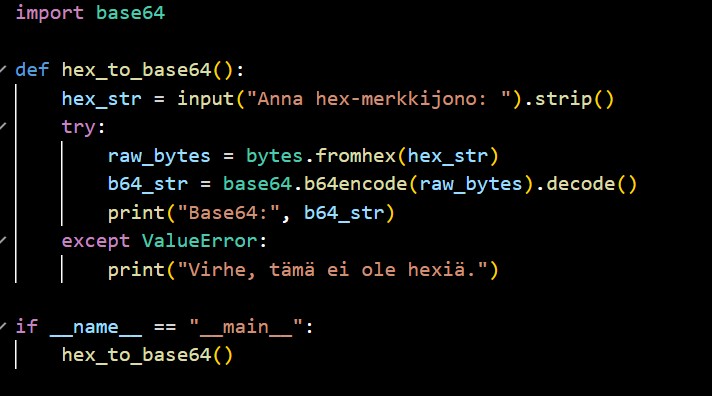 import base64
def hex_to_base64():
    hex_str = input("Anna hex-merkkijono: ").strip()
    try:
        raw_bytes = bytes.fromhex(hex_str)
        b64_str = base64.b64encode(raw_bytes).decode()
        print("Base64:", b64_str)
    except ValueError:
        print("Virhe, tämä ei ole hexiä.")
if __name__ == "__main__":
    hex_to_base64()